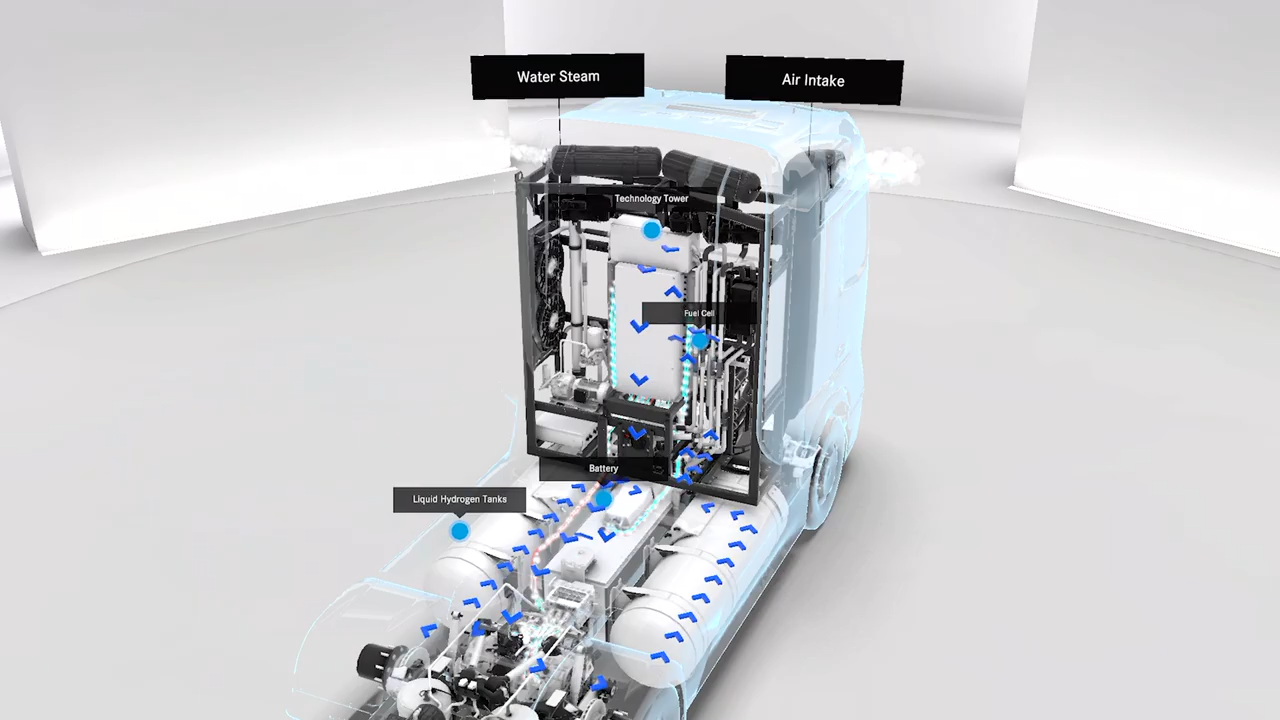 Water Steam
Air Intake
Technology Tower
Fuel Cell
Battery
Liquid Hydrogen Tanks